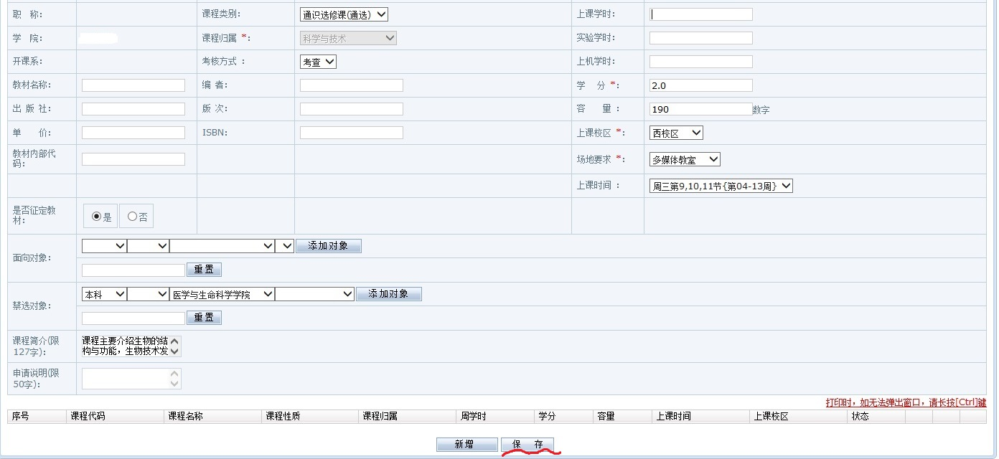 职 称: 课程类别: 通识选修课(通选) 上课学时:
学 院: 课程归属 *: 科学与技术 实验学时:
开课系: 考核方式 : 考查 上机学时:
教材名称: 编 者: 学 分 *: 2.0
出 版 社: 版 次: 容 量 : 190 数字
单 价: ISBN: 上课校区 *: 西校区
教材内部代
码: 场地要求 *: 多媒体教室
上课时间 : 周三第9,10,11节{第04-13周}
是否征定教
材: 是 否
面向对象: 添加对象
重置
禁选对象: 本科 医学与生命科学学院 添加对象
重置
课程简介(限 课程主要介绍生物的结
127字): 构与功能，生物技术发
申请说明(限
50字):
打印时，如无法弹出窗口，请长按[Ctrl]键
序号 课程代码 课程名称 课程性质 课程归属 周学时 学分 容量 上课时间 上课校区 状态
新增 保 存